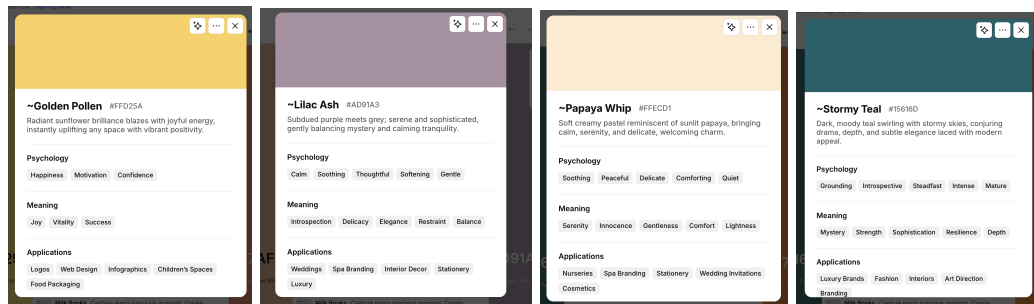 ~Golden Pollen #FFD25A
Radiant sunflower brilliance blazes with joyful energy,
instantly uplifting any space with vibrant positivity.
Psychology
Happiness Motivation Confidence
Meaning
Joy Vitality Success
Applications
Logos Web Design Infographics Children's Spaces
Food Packaging
~Lilac Ash #AD91A3
Subdued purple meets grey; serene and sophisticated,
gently balancing mystery and calming tranquility.
Psychology
Calm Soothing Thoughtful Softening Gentle
Meaning
Introspection Delicacy Elegance Restraint Balance
Applications
Weddings Spa Branding Interior Decor Stationery
Luxury
~Papaya Whip #FFECD1
Soft creamy pastel reminiscent of sunlit papaya, bringing
calm, serenity, and delicate, welcoming charm.
Psychology
Soothing Peaceful Delicate Comforting Quiet
Meaning
Serenity Innocence Gentleness Comfort Lightness
Applications
Nurseries Spa Branding Stationery Wedding Invitations
Cosmetics
~Stormy Teal #15616D
Dark, moody teal swirling with stormy skies, conjuring
drama, depth, and subtle elegance laced with modern
appeal.
Psychology
Grounding Introspective Steadfast Intense Mature
Meaning
Mystery Strength Sophistication Resilience Depth
Applications
Luxury Brands Fashion Interiors Art Direction
Branding